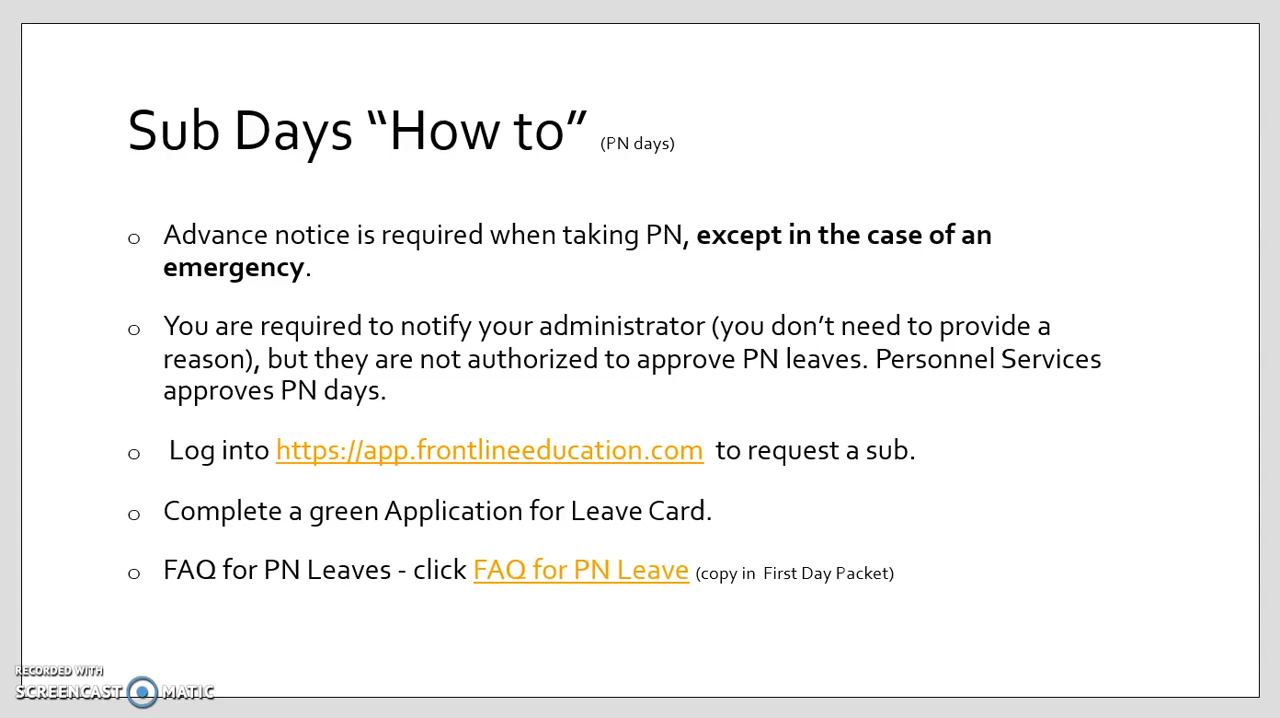 Sub Days “How to” (PN days)
o Advance notice is required when taking PN, except in the case of an
emergency.
o You are required to notify your administrator (you don’t need to provide a
reason), but they are not authorized to approve PN leaves. Personnel Services
approves PN days.
o Log into https://app.frontlineeducation.com to request a sub.
o Complete a green Application for Leave Card.
o FAQ for PN Leaves - click FAQ for PN Leave (copy in First Day Packet)
RECORDED WITH
SCREENCAST MATIC